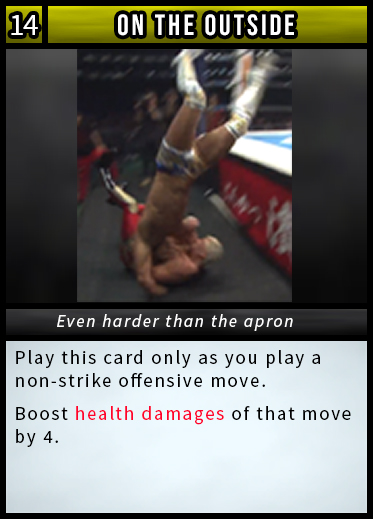 14 ON THE OUTSIDE
Even harder than the apron
Play this card only as you play a
non-strike offensive move.
Boost health damages of that move
by 4.